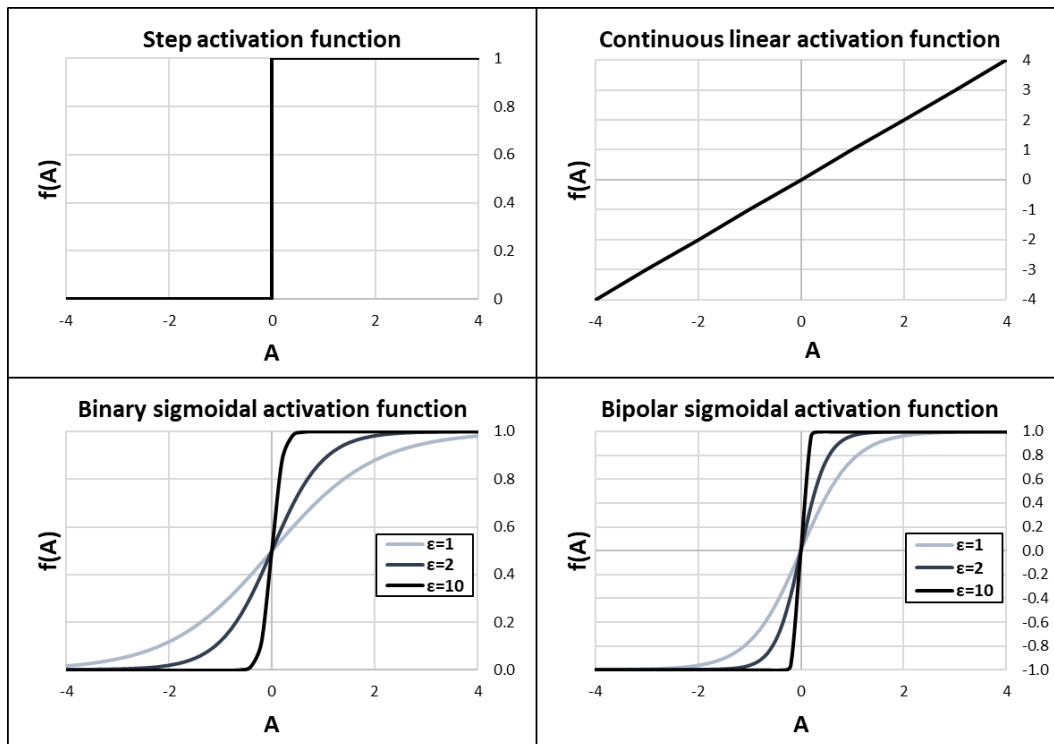 Step activation function
1
0.8
0.6
0.4
0.2
0
f(A)
-4 -2 0 2 4
A
Continuous linear activation function
4
3
2
1
0
-1
-2
-3
-4
f(A)
-4 -2 0 2 4
A
Binary sigmoidal activation function
1.0
0.8
0.6
0.4
0.2
0.0
f(A)
ε=1
ε=2
ε=10
-4 -2 0 2 4
A
Bipolar sigmoidal activation function
1.0
0.8
0.6
0.4
0.2
0.0
-0.2
-0.4
-0.6
-0.8
-1.0
f(A)
ε=1
ε=2
ε=10
-4 -2 0 2 4
A